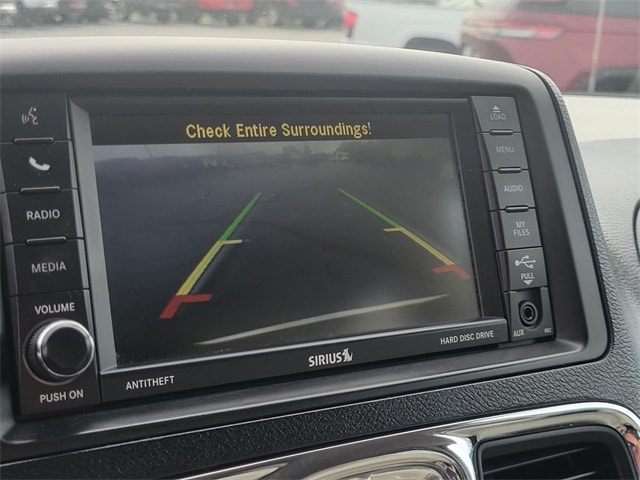 Check Entire Surroundings!
RADIO
MEDIA
VOLUME
PUSH ON
ANTITHEFT
SIRIUS
HARD DISC DRIVE
LOAD
MENU
AUDIO
MY
FILES
PULL
AUX